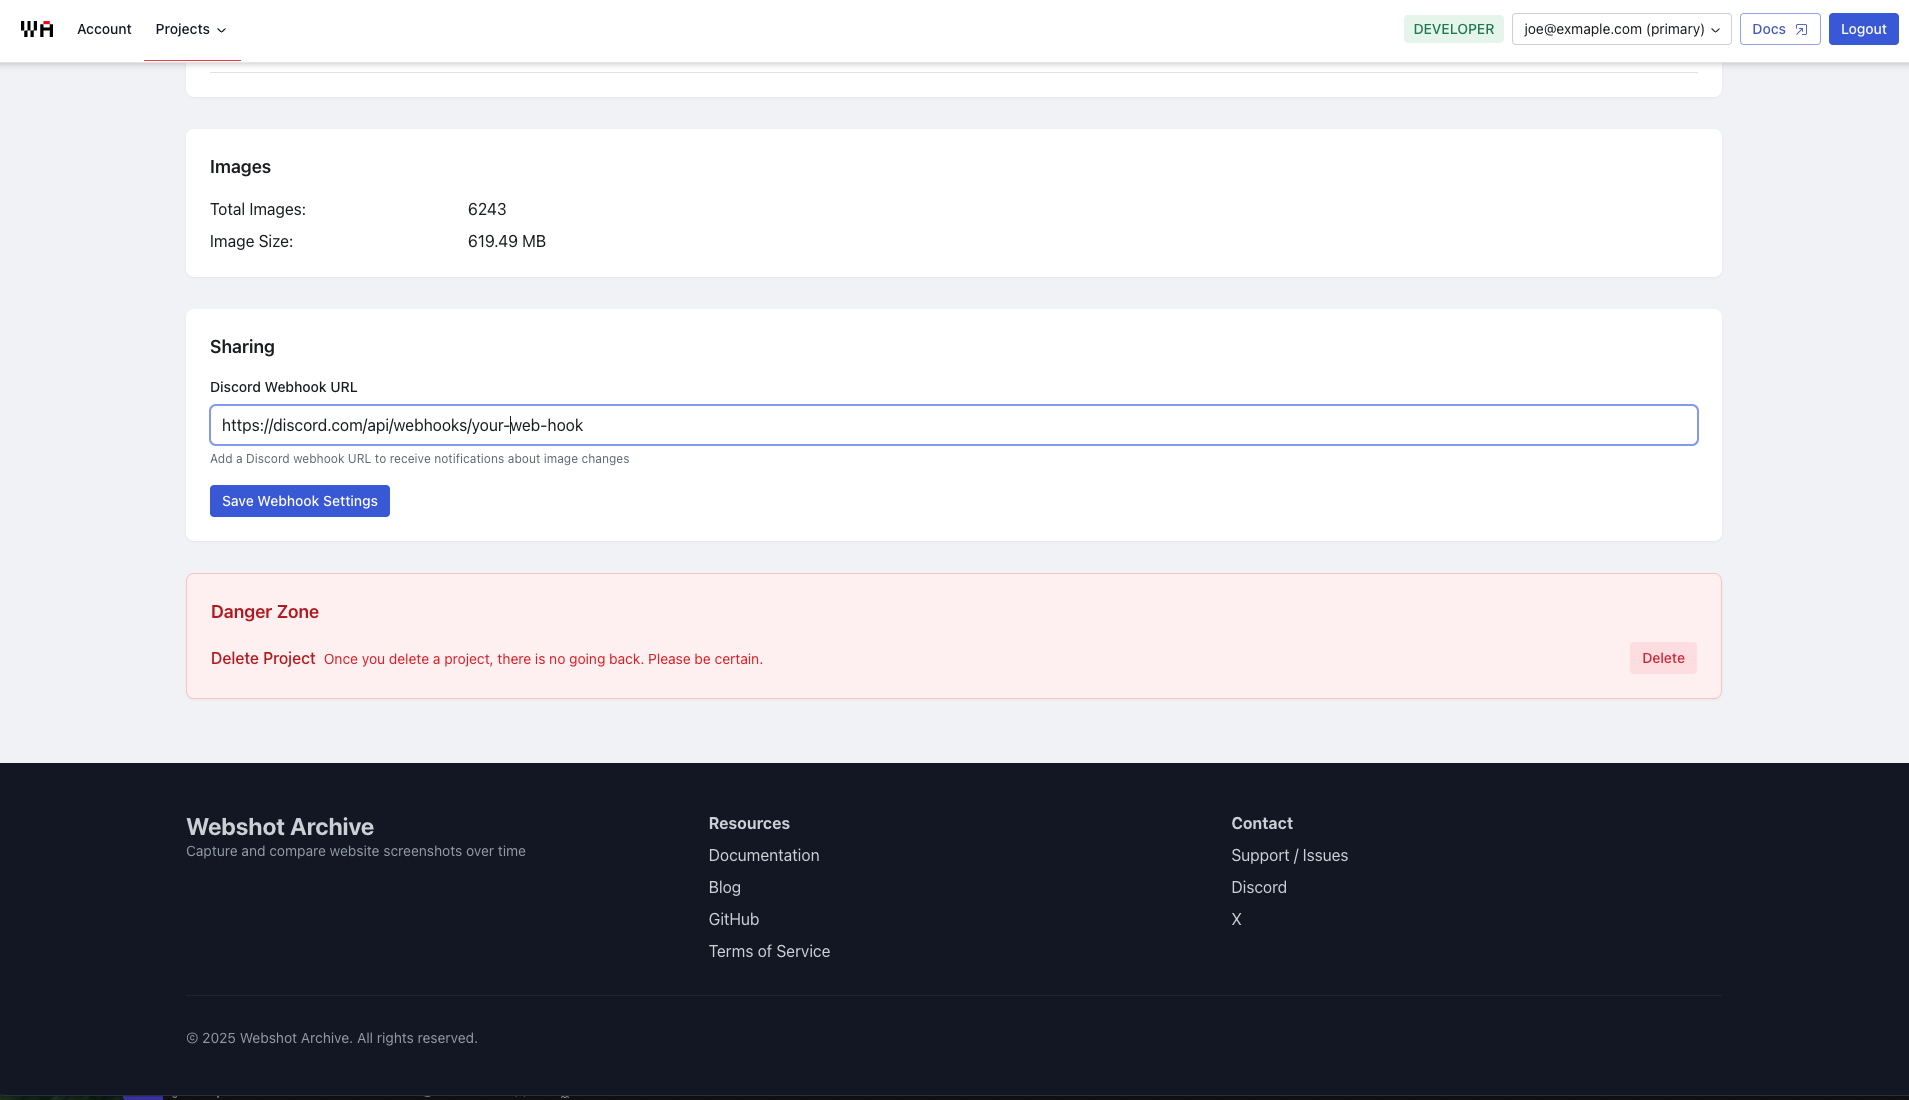 WA Account Projects DEVELOPER joe@exmaple.com (primary) Docs Logout
Images
Total Images: 6243
Image Size: 619.49 MB
Sharing
Discord Webhook URL
https://discord.com/api/webhooks/your-web-hook
Add a Discord webhook URL to receive notifications about image changes
Save Webhook Settings
Danger Zone
Delete Project Once you delete a project, there is no going back. Please be certain. Delete
Webshot Archive
Capture and compare website screenshots over time
Resources
Documentation
Blog
GitHub
Terms of Service
Contact
Support / Issues
Discord
X
© 2025 Webshot Archive. All rights reserved.